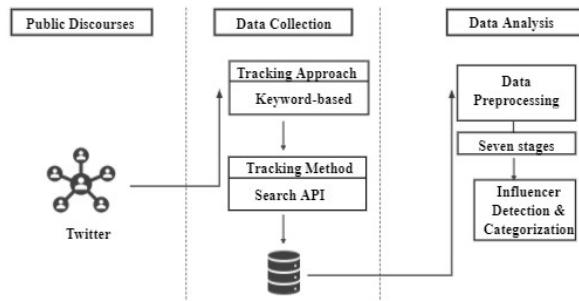 Public Discourses
Data Collection
Data Analysis
Tracking Approach
Keyword-based
Tracking Method
Search API
Twitter
Data
Preprocessing
Seven stages
Influencer
Detection &
Categorization